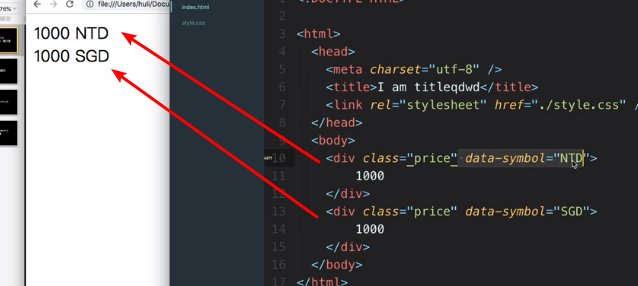 76%
file:///Users/huli/Docu
1000 NTD
1000 SGD
index.html
style.css
2
3 <html>
4 <head>
5 <meta charset="utf-8" />
6 <title>I am titleqdwd</title>
7 <link rel="stylesheet" href="./style.css" /
8 </head>
9 <body>
10 <div class="price" data-symbol="NTD">
11 1000
12 </div>
13 <div class="price" data-symbol="SGD">
14 1000
15 </div>
16 </body>
17 </html>